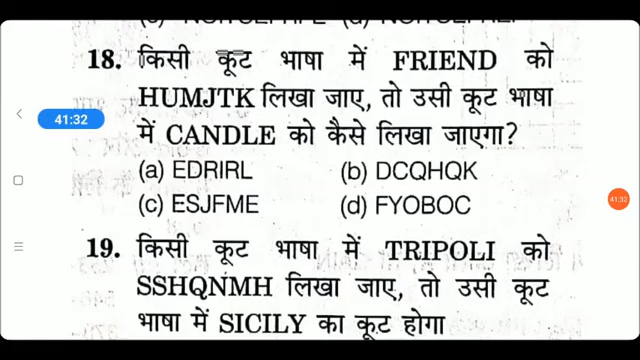 18. किसी कूट भाषा में FRIEND को
HUMJTK लिखा जाए, तो उसी कूट भाषा
41:32
में CANDLE को कैसे लिखा जाएगा?
(a) EDRIRL (b) DCQHQK
(c) ESJFME (d) FYOBOC
41:32
19. किसी कूट भाषा में TRIPOLI को
SSHQNMH लिखा जाए, तो उसी कूट
भाषा में SICILY का कूट होगा